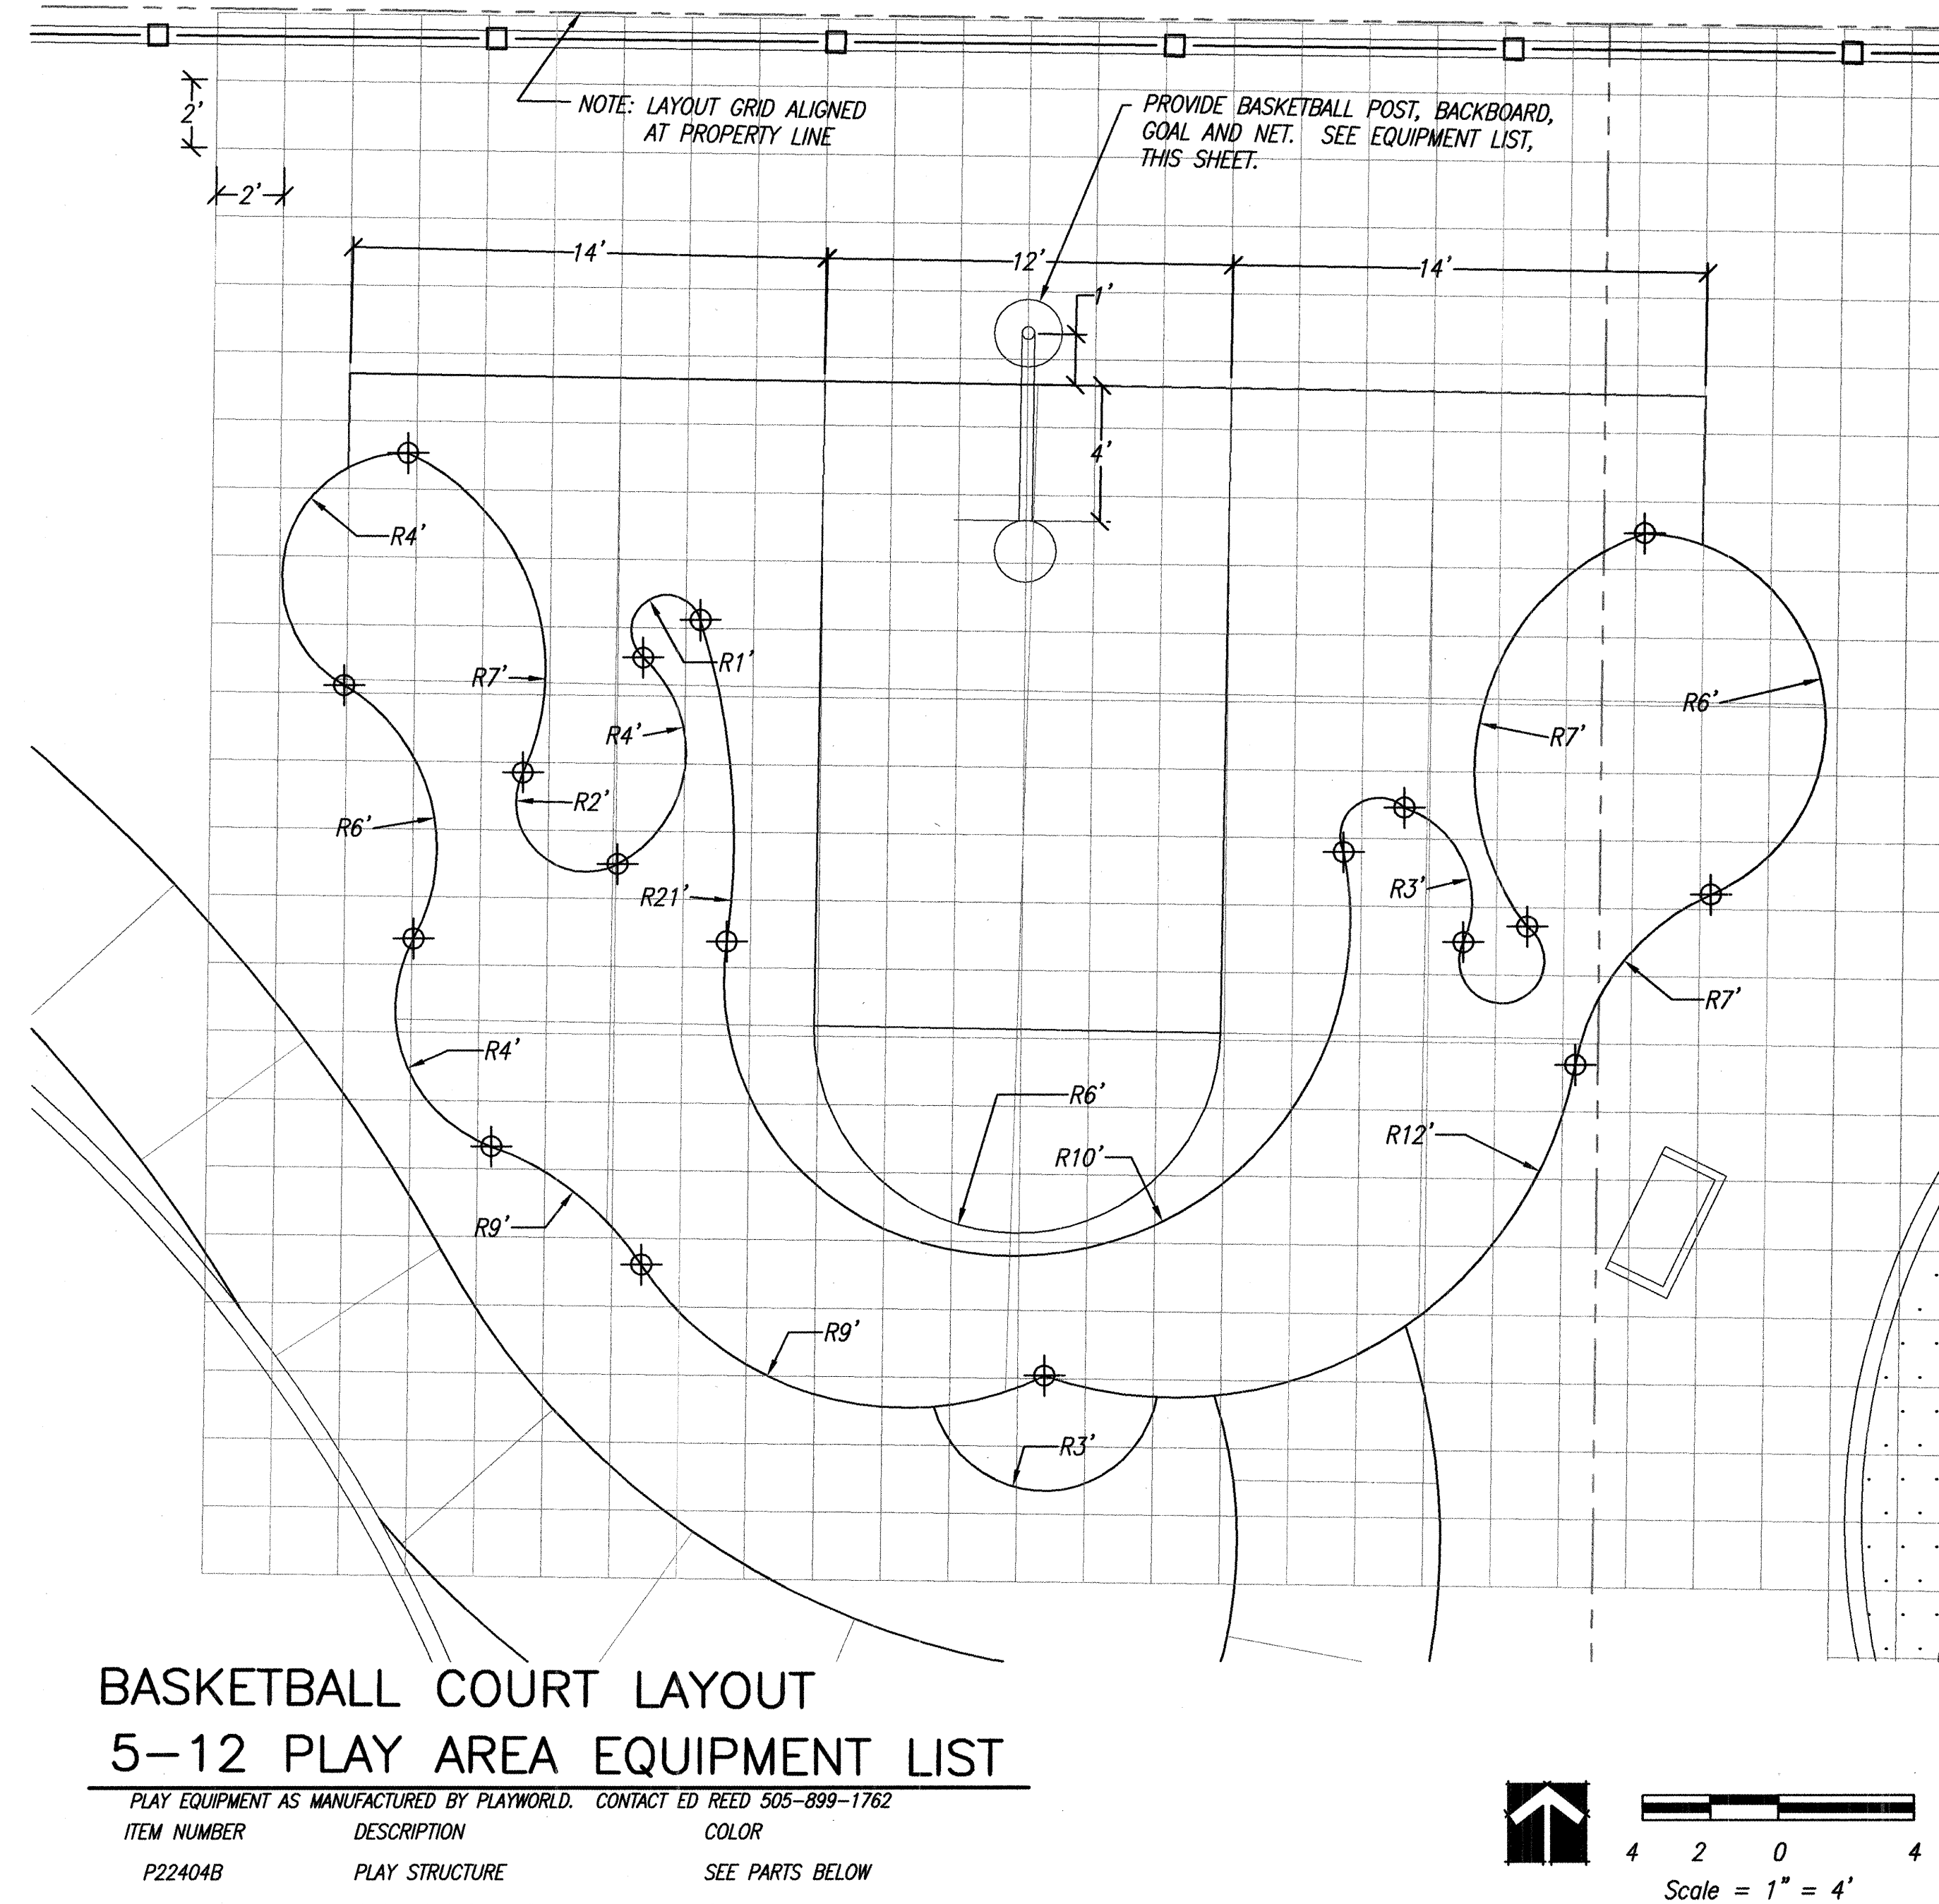 2'
2'
NOTE: LAYOUT GRID ALIGNED
AT PROPERTY LINE
PROVIDE BASKETBALL POST, BACKBOARD,
GOAL AND NET. SEE EQUIPMENT LIST,
THIS SHEET.
14'
12'
14'
1'
4'
R4'
R1'
R7'
R4'
R6'
R7'
R2'
R6'
R21'
R3'
R7'
R4'
R6'
R12'
R10'
R9'
R9'
R3'
BASKETBALL COURT LAYOUT
5-12 PLAY AREA EQUIPMENT LIST
PLAY EQUIPMENT AS MANUFACTURED BY PLAYWORLD. CONTACT ED REED 505-899-1762
ITEM NUMBER DESCRIPTION COLOR
P22404B PLAY STRUCTURE SEE PARTS BELOW
4 2 0 4
Scale = 1" = 4'